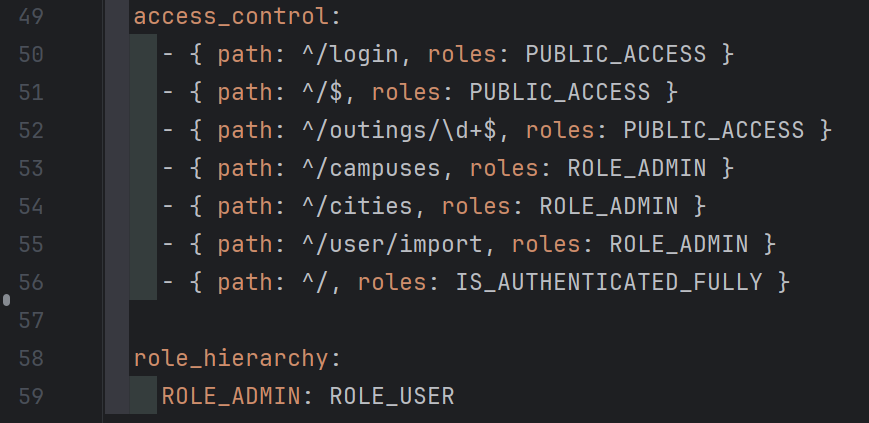 49 access_control:
50 - { path: ^/login, roles: PUBLIC_ACCESS }
51 - { path: ^/$, roles: PUBLIC_ACCESS }
52 - { path: ^/outings/\d+$, roles: PUBLIC_ACCESS }
53 - { path: ^/campuses, roles: ROLE_ADMIN }
54 - { path: ^/cities, roles: ROLE_ADMIN }
55 - { path: ^/user/import, roles: ROLE_ADMIN }
56 - { path: ^/, roles: IS_AUTHENTICATED_FULLY }
57
58 role_hierarchy:
59 ROLE_ADMIN: ROLE_USER